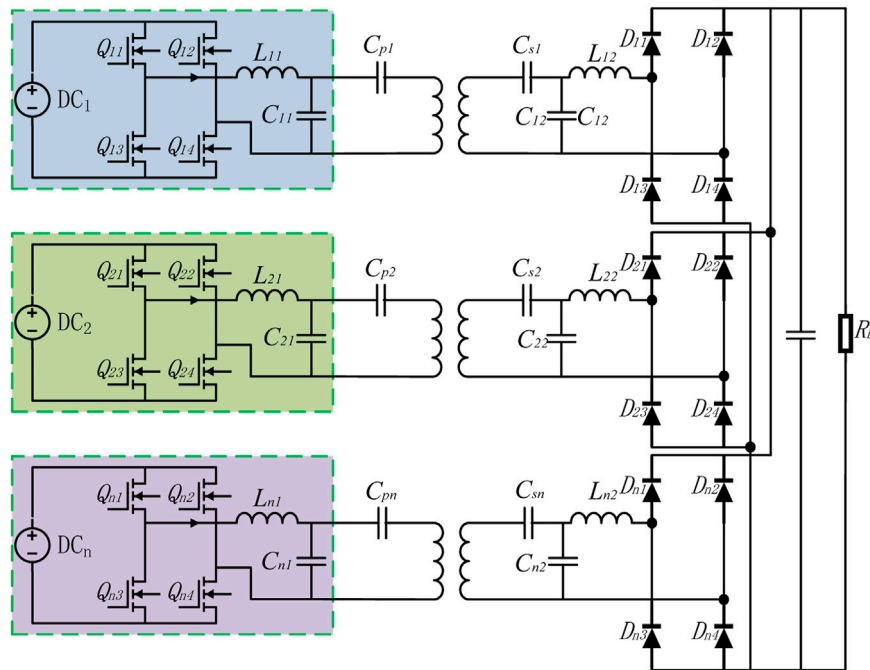 Q11 Q12 L11 Cp1 Cs1 L12 D11 D12
DC1 C11 C12 C12
Q13 Q14 D13 D14
Q21 Q22 L21 Cp2 Cs2 L22 D21 D22
DC2 C21 C22
Q23 Q24 D23 D24
Qn1 Qn2 Ln1 Cpn Csn Ln2 Dn1 Dn2
DCn Cn1 Cn2
Qn3 Qn4 Dn3 Dn4